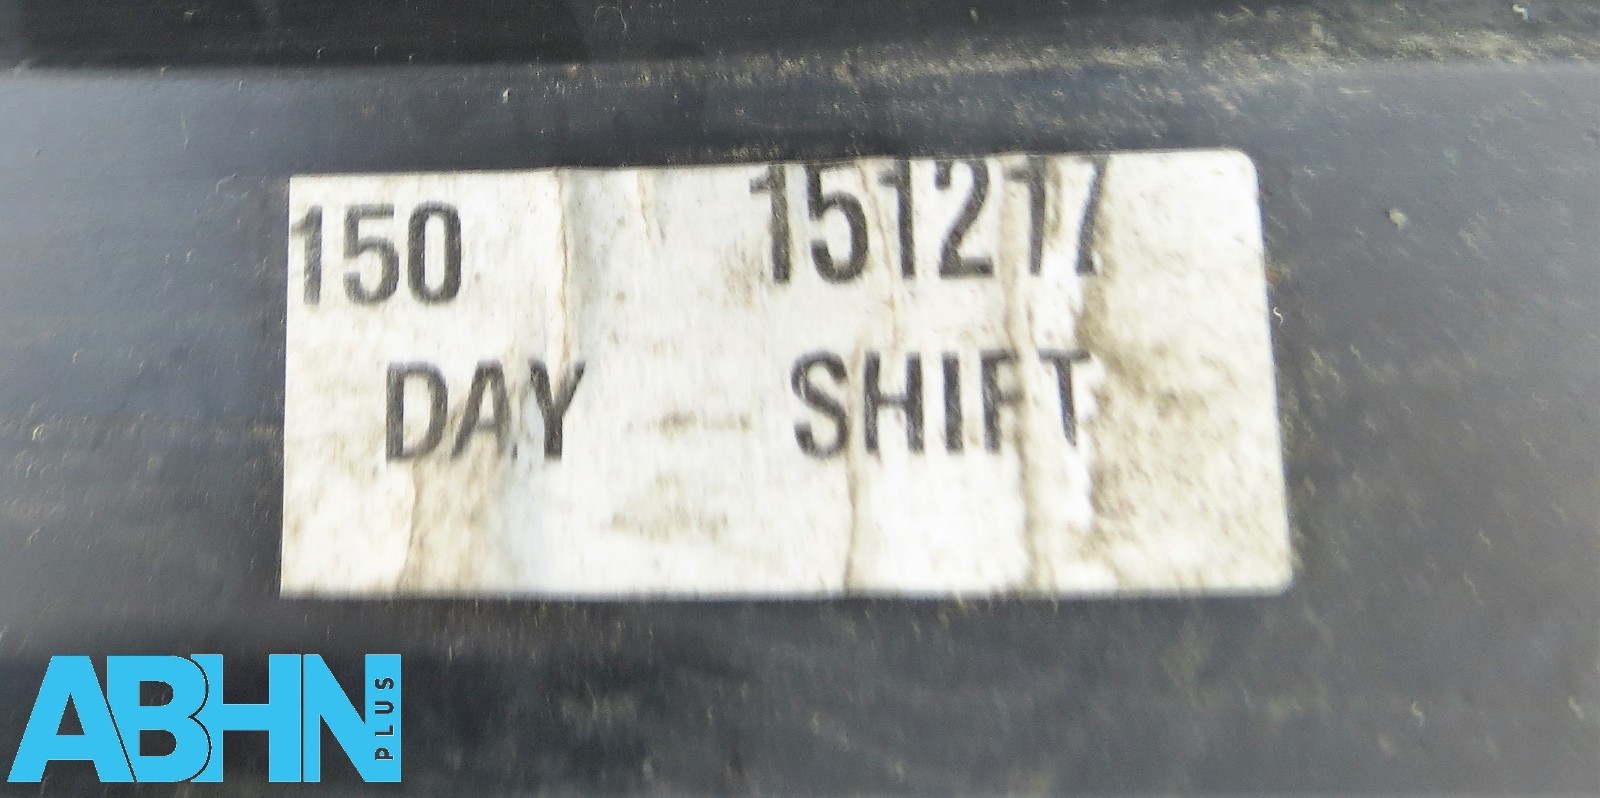 150 151217
DAY SHIFT
ABHN PLUS